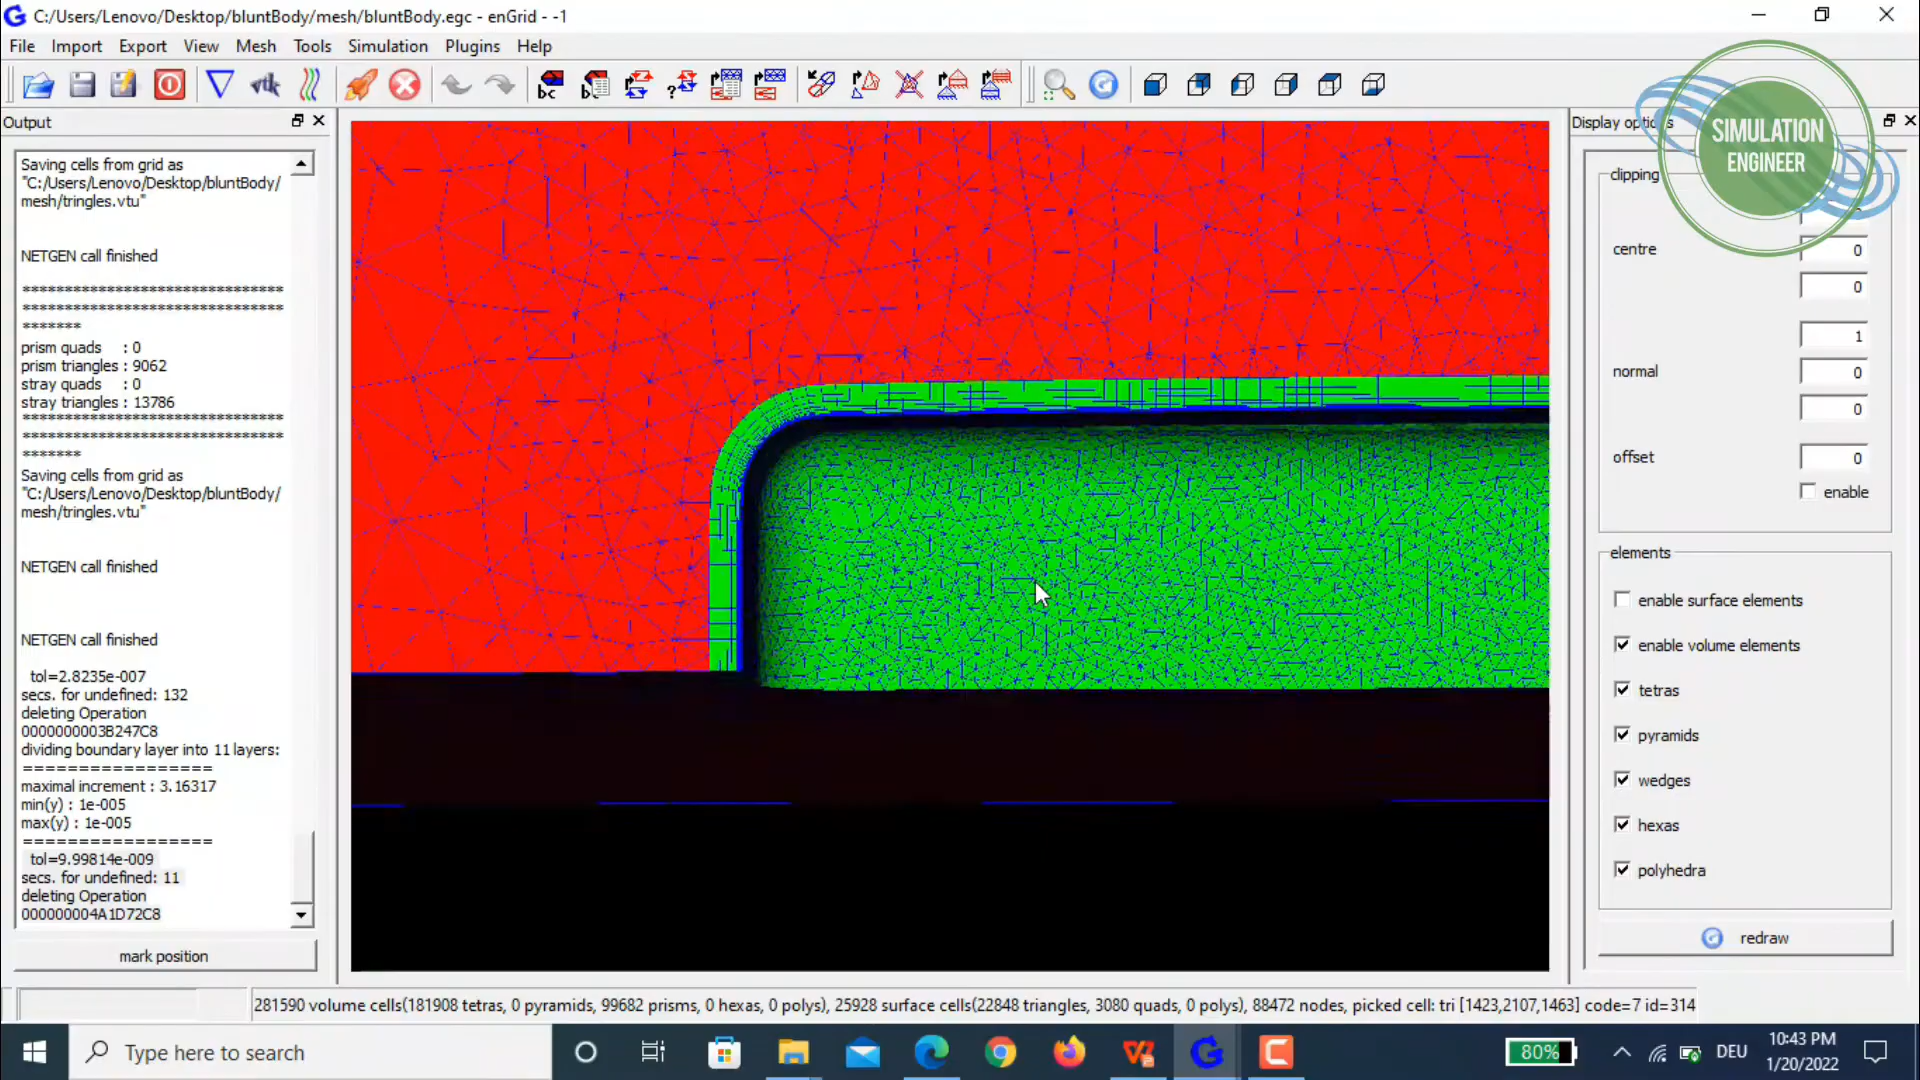 C:/Users/Lenovo/Desktop/bluntBody/mesh/bluntBody.egc - enGrid - -1
File Import Export View Mesh Tools Simulation Plugins Help
vtk
bc
Output
Saving cells from grid as
"C:/Users/Lenovo/Desktop/bluntBody/
mesh/tringles.vtu"
NETGEN call finished
*******************************
*******************************
*******
prism quads : 0
prism triangles : 9062
stray quads : 0
stray triangles : 13786
*******************************
*******************************
*******
Saving cells from grid as
"C:/Users/Lenovo/Desktop/bluntBody/
mesh/tringles.vtu"
NETGEN call finished
NETGEN call finished
tol=2.8235e-007
secs. for undefined: 132
deleting Operation
0000000003B247C8
dividing boundary layer into 11 layers:
=================
maximal increment : 3.16317
min(y) : 1e-005
max(y) : 1e-005
=================
tol=9.99814e-009
secs. for undefined: 11
deleting Operation
000000004A1D72C8
mark position
SIMULATION
ENGINEER
clipping
centre
0
0
1
normal
0
0
offset
0
enable
elements
enable surface elements
enable volume elements
tetras
pyramids
wedges
hexas
polyhedra
redraw
281590 volume cells(181908 tetras, 0 pyramids, 99682 prisms, 0 hexas, 0 polys), 25928 surface cells(22848 triangles, 3080 quads, 0 polys), 88472 nodes, picked cell: tri [1423,2107,1463] code=7 id=314
Type here to search
80%
DEU
10:43 PM
1/20/2022